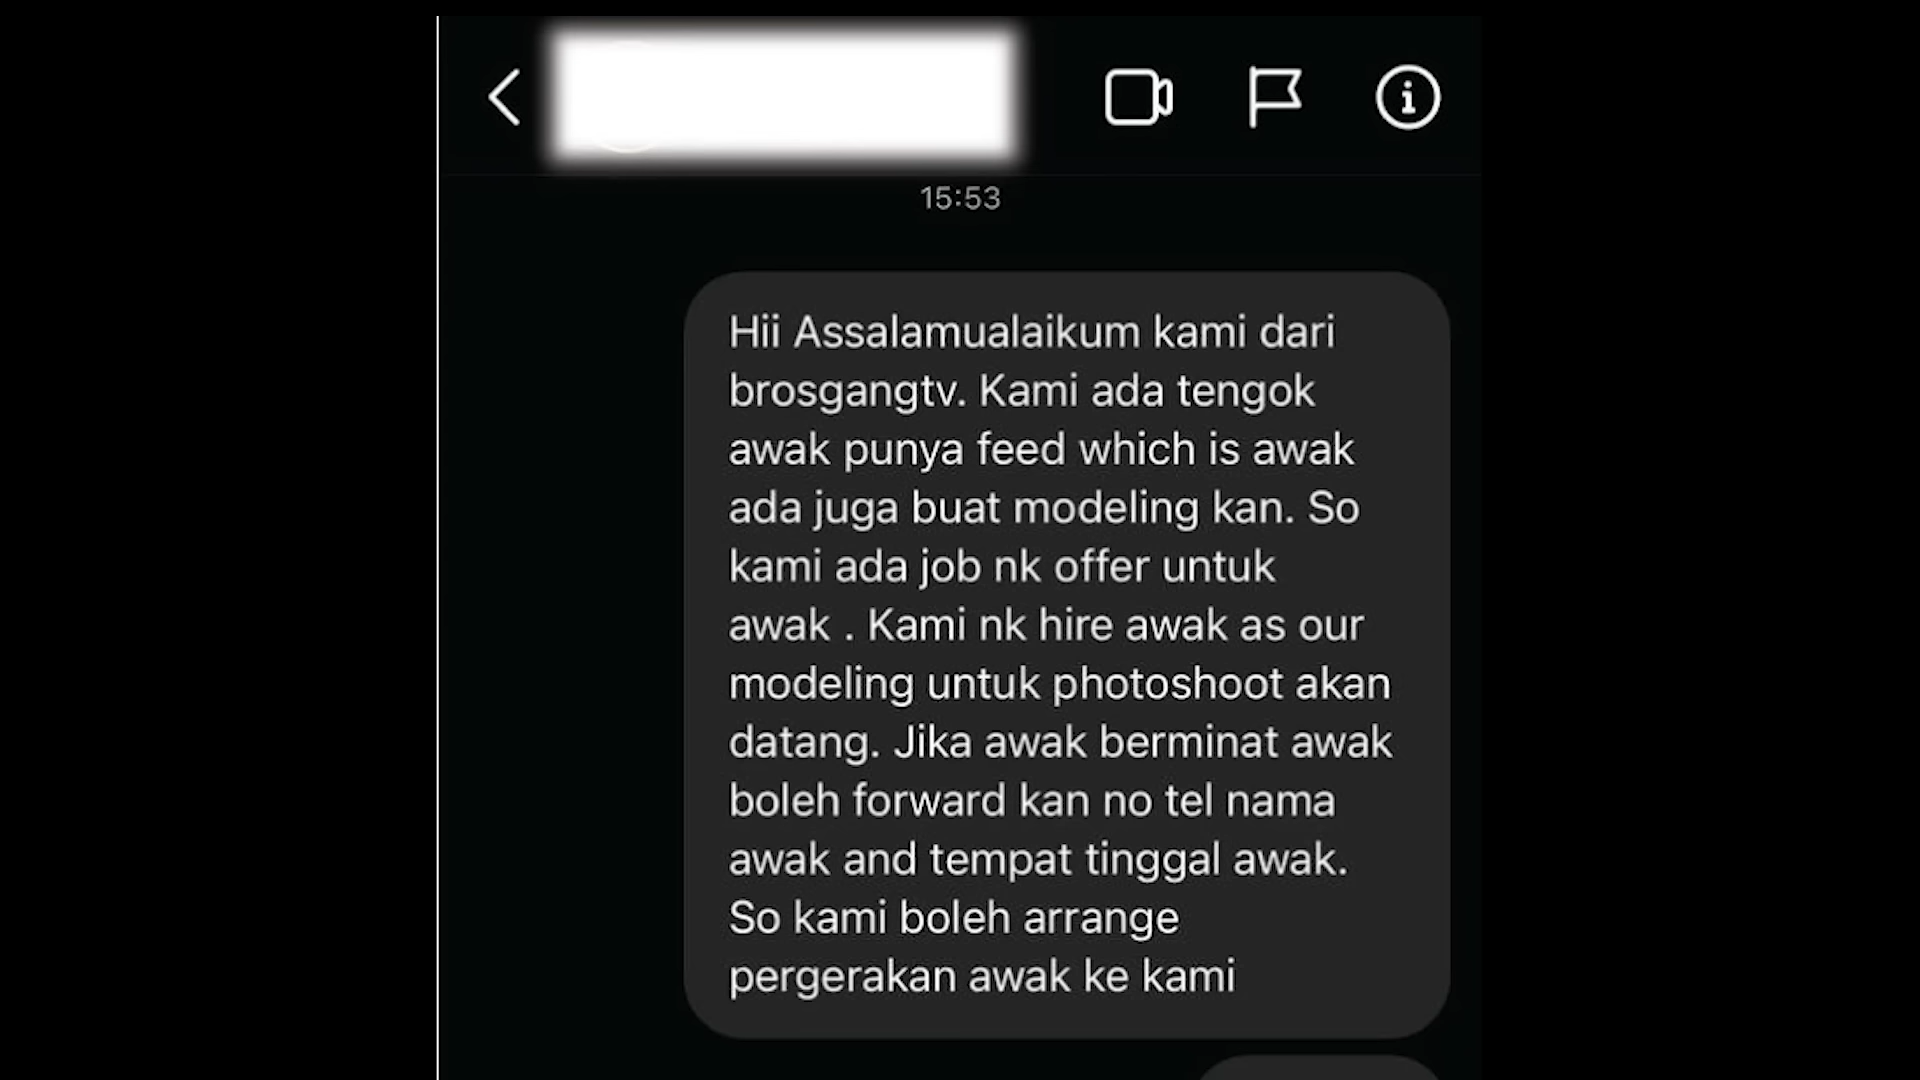 15:53
Hii Assalamualaikum kami dari
brosgangtv. Kami ada tengok
awak punya feed which is awak
ada juga buat modeling kan. So
kami ada job nk offer untuk
awak . Kami nk hire awak as our
modeling untuk photoshoot akan
datang. Jika awak berminat awak
boleh forward kan no tel nama
awak and tempat tinggal awak.
So kami boleh arrange
pergerakan awak ke kami